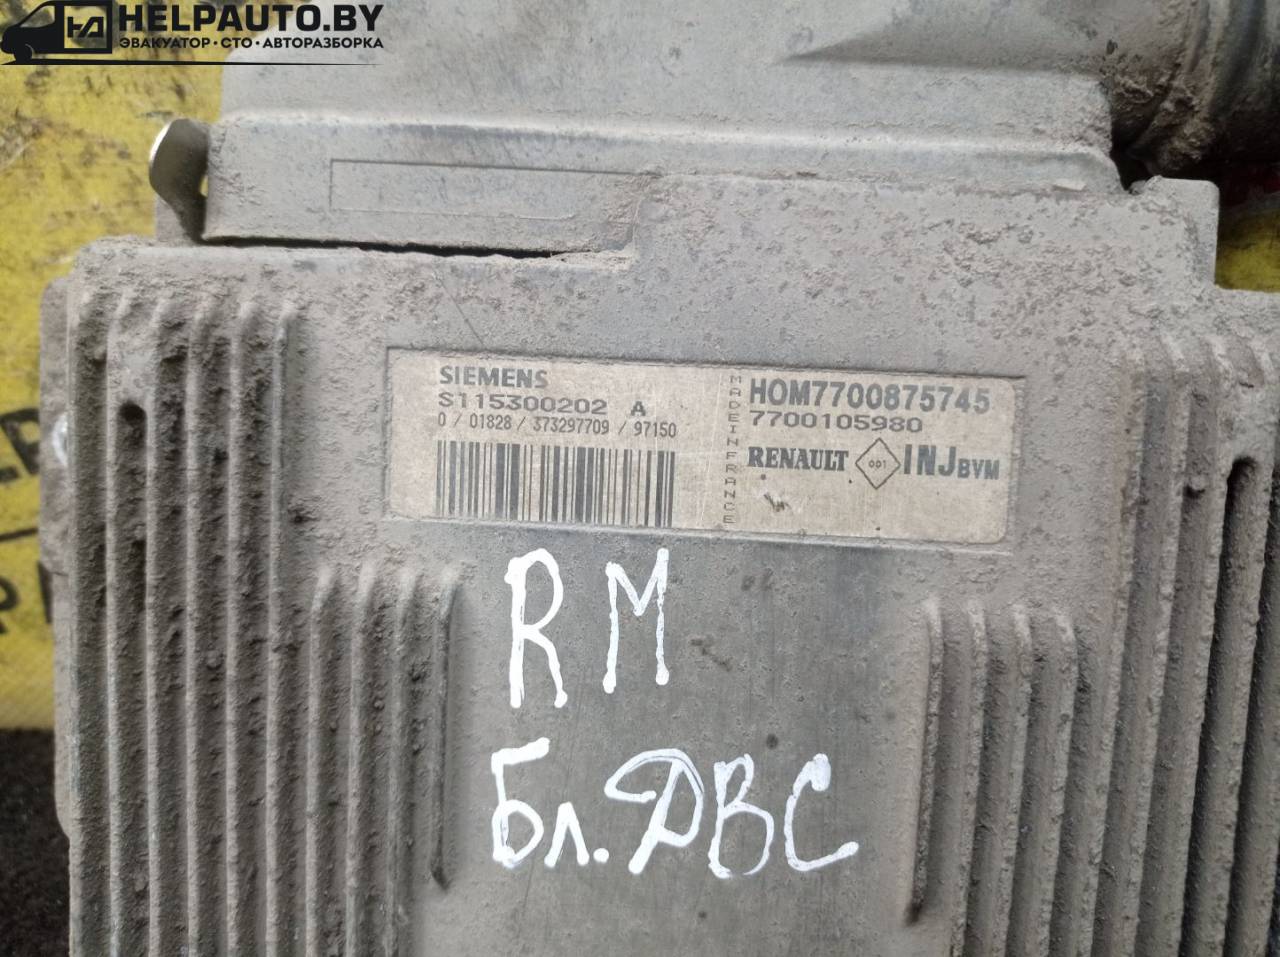 HELPAUTO.BY
ЭВАКУАТОР · СТО · АВТОРАЗБОРКА
SIEMENS
S115300202 A
0 / 01828 / 373297709 / 97150
MADE IN FRANCE
HOM7700875745
7700105980
RENAULT 001 INJ BVM
RM
Бл. ДВС